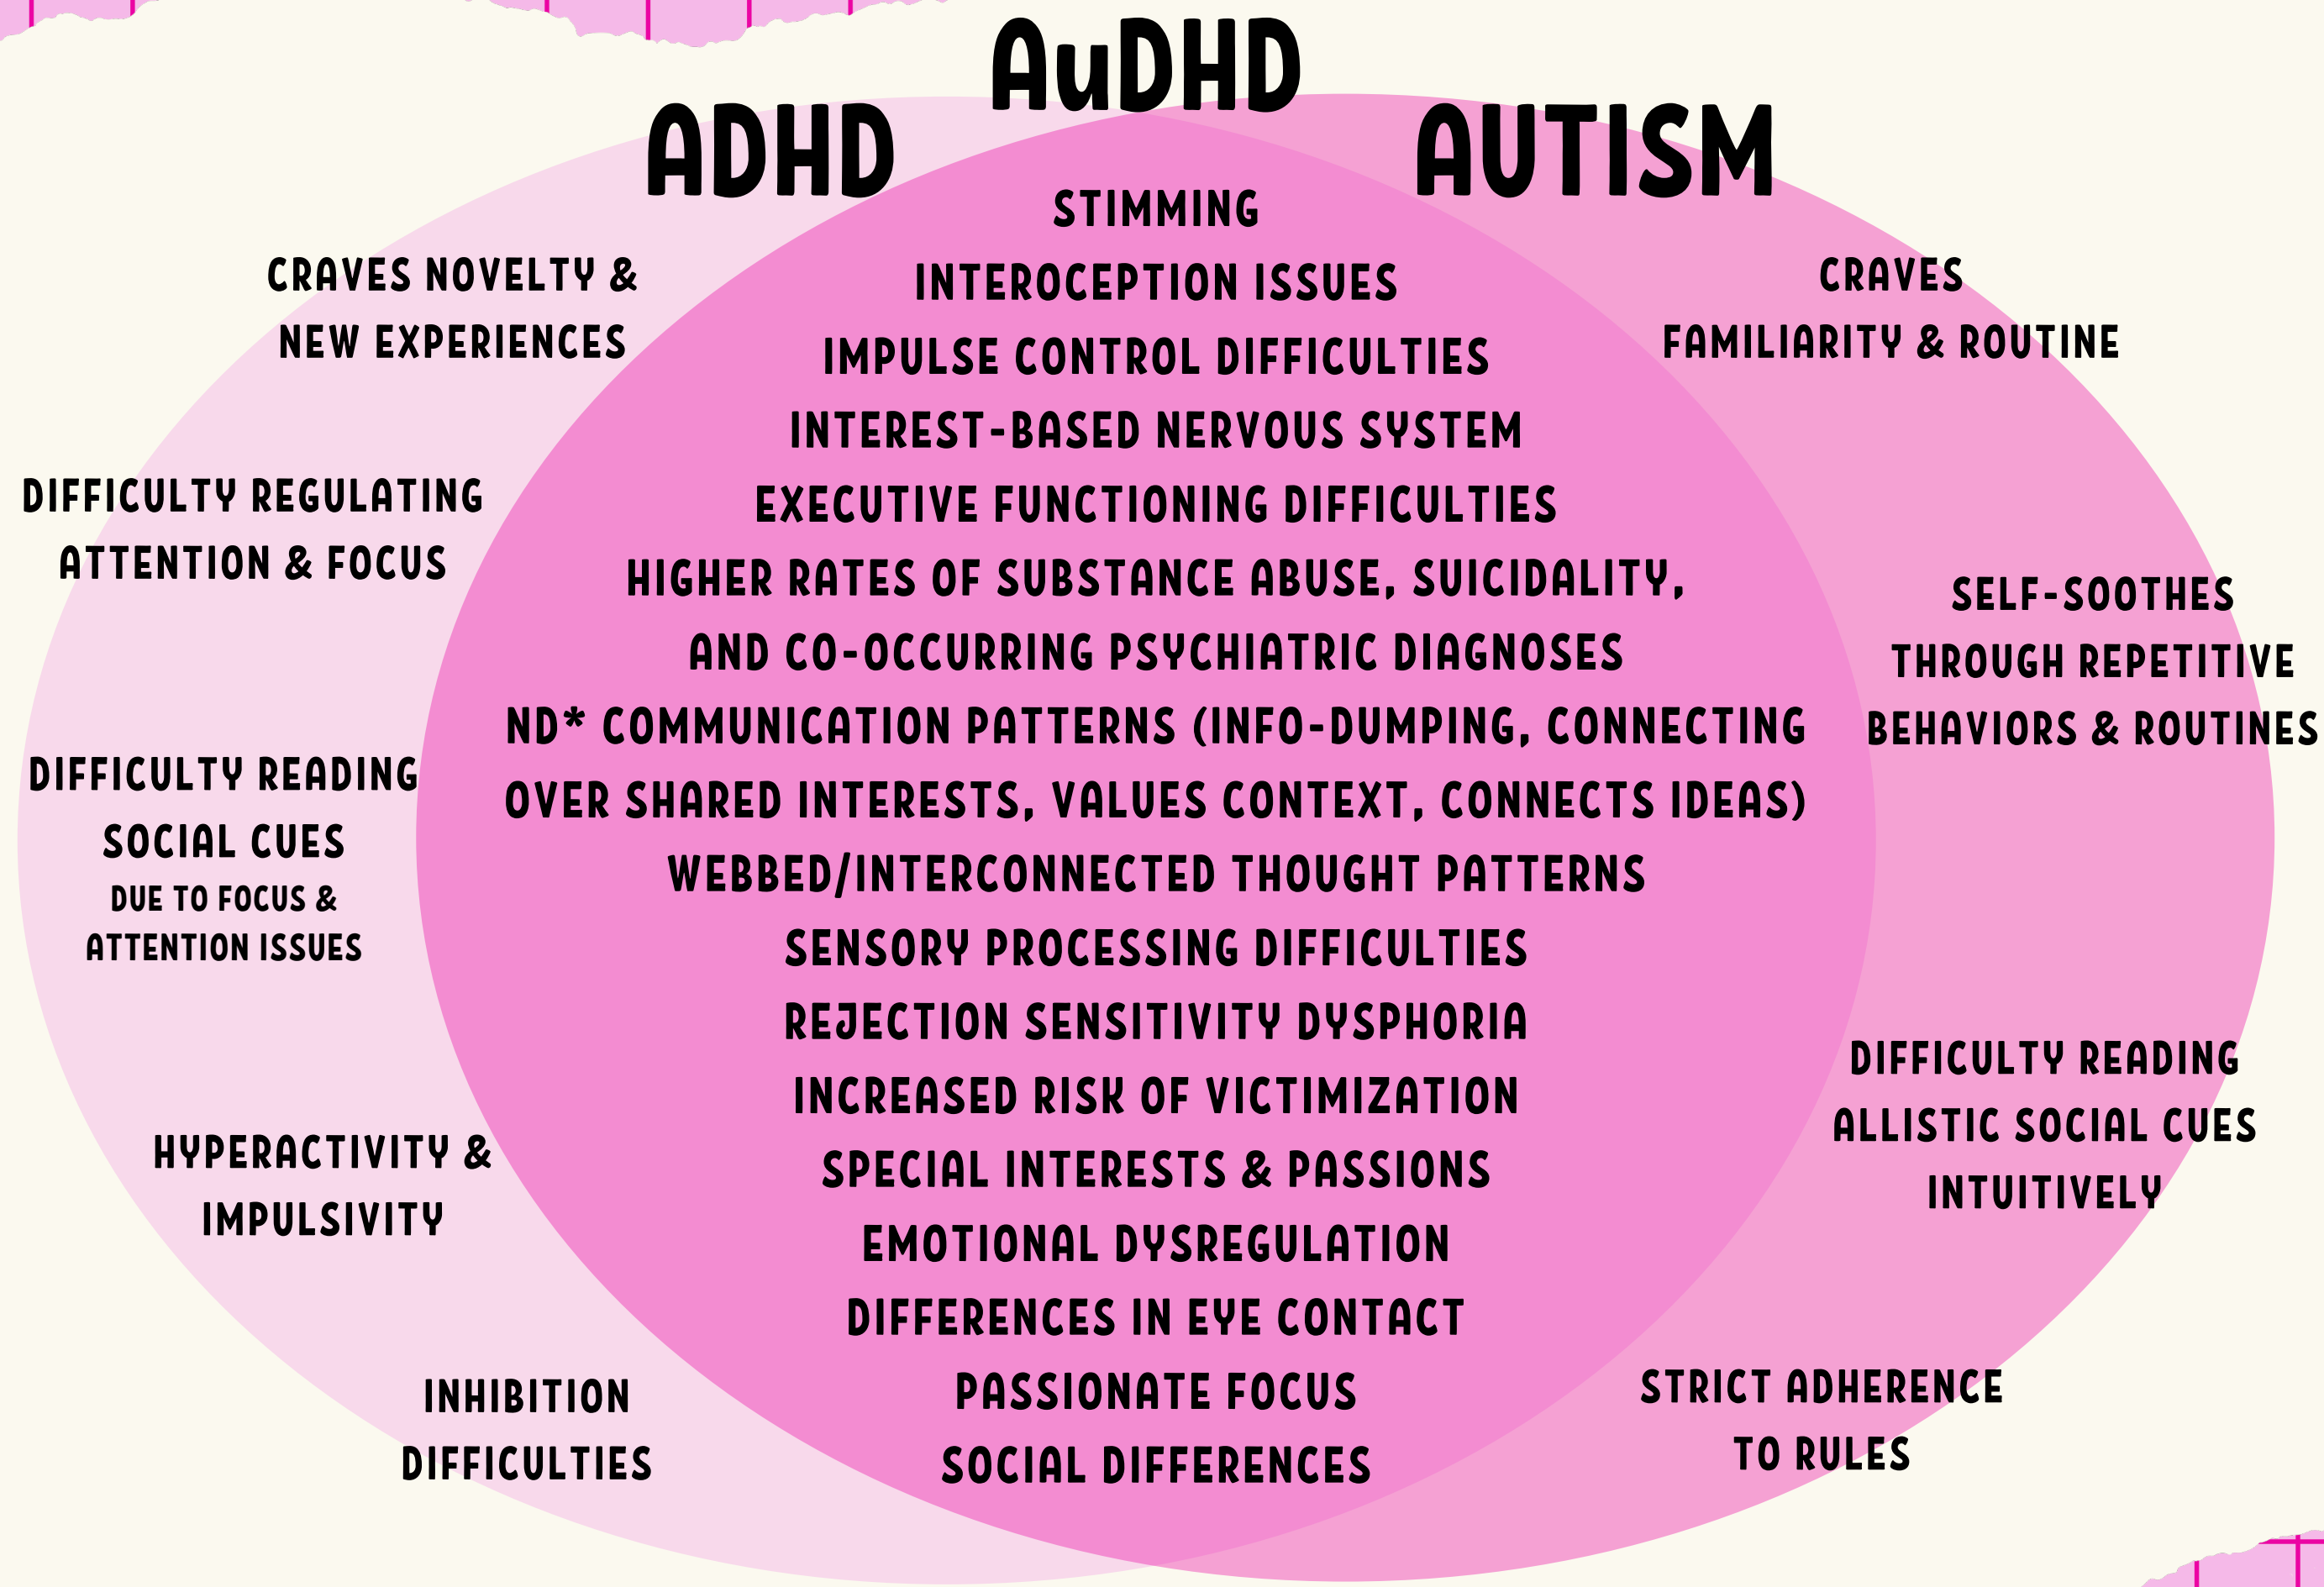 AuDHD
ADHD
AUTISM
CRAVES NOVELTY &
NEW EXPERIENCES
DIFFICULTY REGULATING
ATTENTION & FOCUS
DIFFICULTY READING
SOCIAL CUES
DUE TO FOCUS &
ATTENTION ISSUES
HYPERACTIVITY &
IMPULSIVITY
INHIBITION
DIFFICULTIES
STIMMING
INTEROCEPTION ISSUES
IMPULSE CONTROL DIFFICULTIES
INTEREST-BASED NERVOUS SYSTEM
EXECUTIVE FUNCTIONING DIFFICULTIES
HIGHER RATES OF SUBSTANCE ABUSE, SUICIDALITY,
AND CO-OCCURRING PSYCHIATRIC DIAGNOSES
ND* COMMUNICATION PATTERNS (INFO-DUMPING, CONNECTING
OVER SHARED INTERESTS, VALUES CONTEXT, CONNECTS IDEAS)
WEBBED/INTERCONNECTED THOUGHT PATTERNS
SENSORY PROCESSING DIFFICULTIES
REJECTION SENSITIVITY DYSPHORIA
INCREASED RISK OF VICTIMIZATION
SPECIAL INTERESTS & PASSIONS
EMOTIONAL DYSREGULATION
DIFFERENCES IN EYE CONTACT
PASSIONATE FOCUS
SOCIAL DIFFERENCES
CRAVES
FAMILIARITY & ROUTINE
SELF-SOOTHES
THROUGH REPETITIVE
BEHAVIORS & ROUTINES
DIFFICULTY READING
ALLISTIC SOCIAL CUES
INTUITIVELY
STRICT ADHERENCE
TO RULES